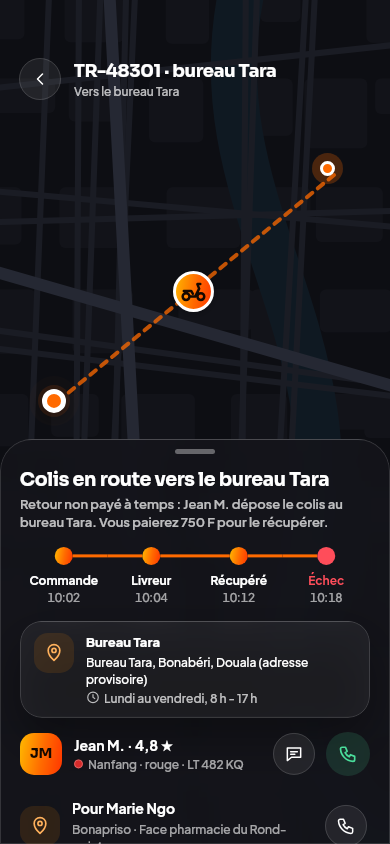 TR-48301 · bureau Tara
Vers le bureau Tara
Colis en route vers le bureau Tara
Retour non payé à temps : Jean M. dépose le colis au
bureau Tara. Vous paierez 750 F pour le récupérer.
Commande Livreur Récupéré Échec
10:02 10:04 10:12 10:18
Bureau Tara
Bureau Tara, Bonabéri, Douala (adresse
provisoire)
Lundi au vendredi, 8 h - 17 h
JM
Jean M. · 4,8 ★
Nanfang · rouge · LT 482 KQ
Pour Marie Ngo
Bonapriso · Face pharmacie du Rond-